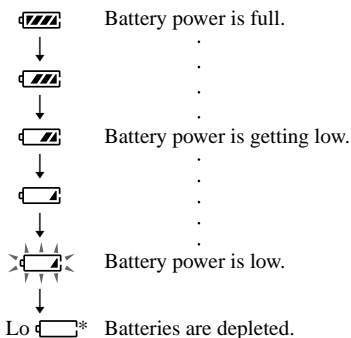 Battery power is full.
Battery power is getting low.
Battery power is low.
Lo * Batteries are depleted.